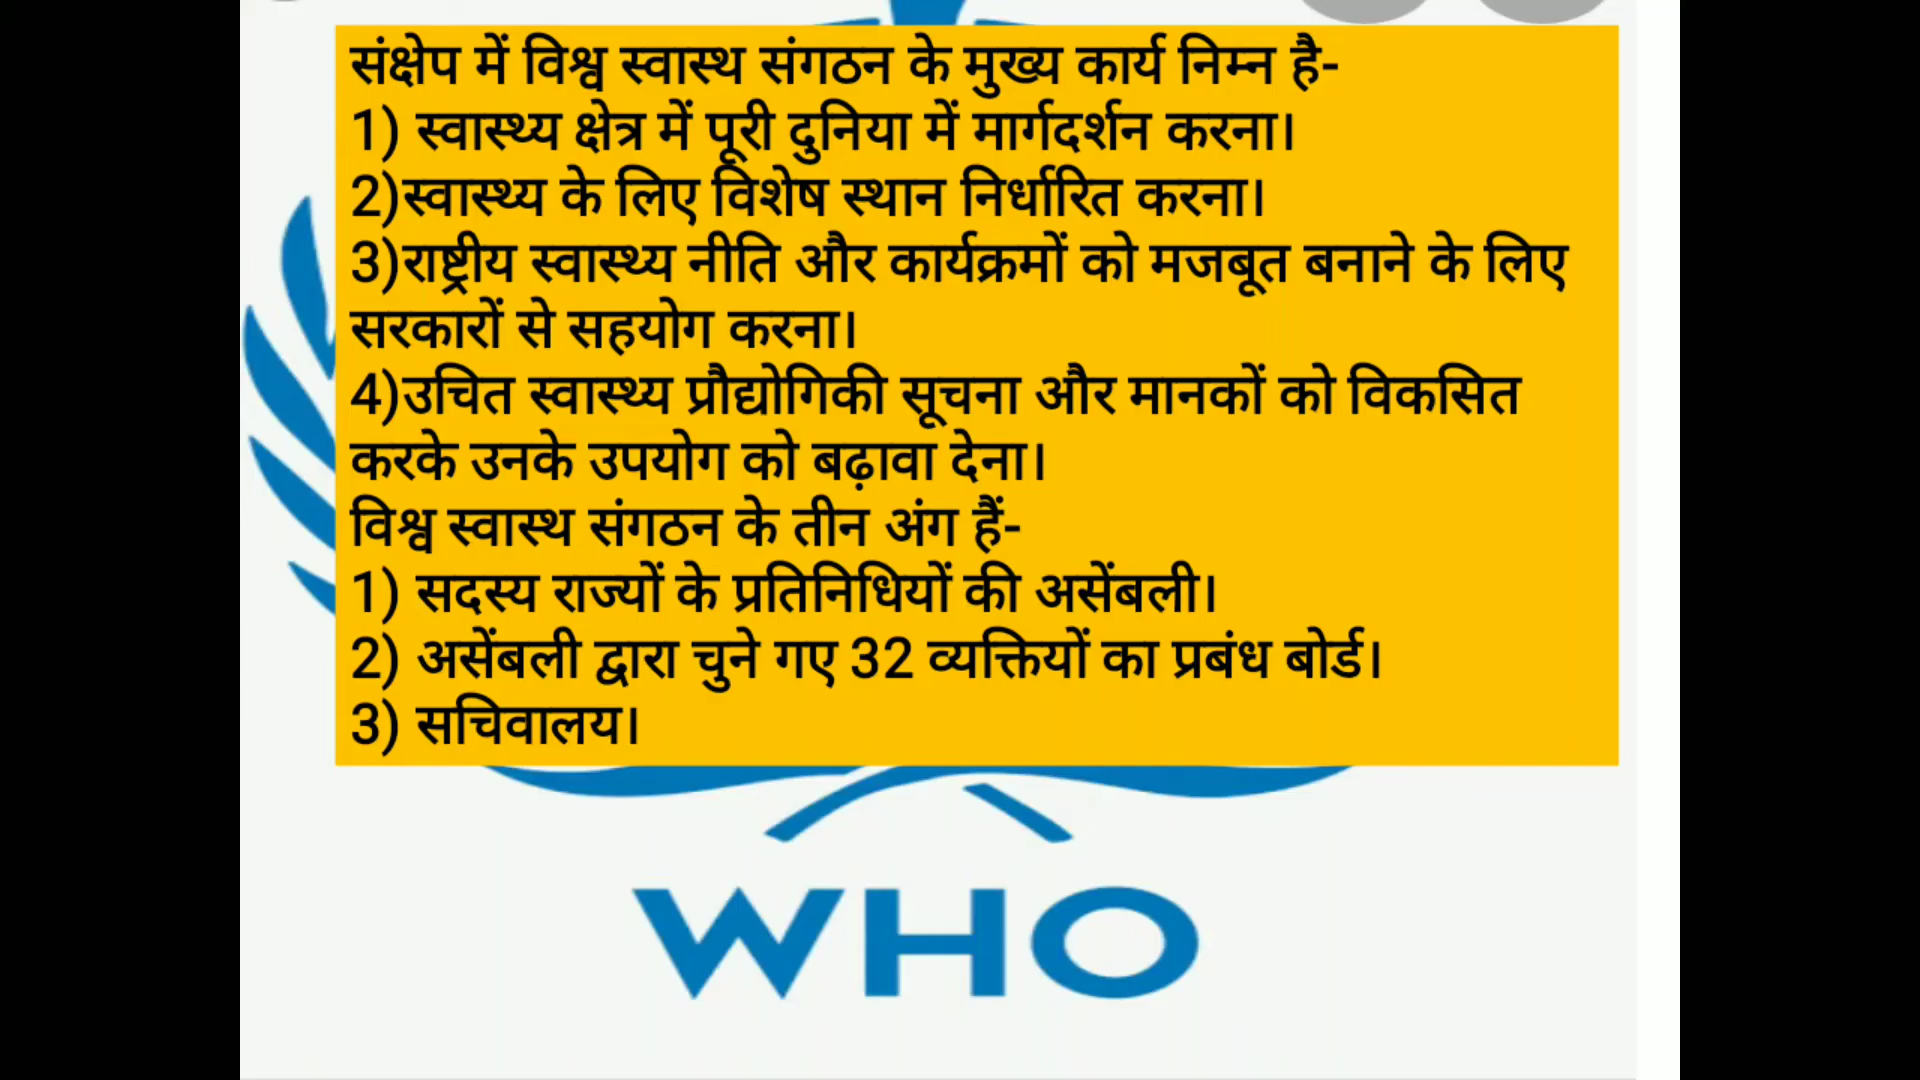 संक्षेप में विश्व स्वास्थ संगठन के मुख्य कार्य निम्न है-
1) स्वास्थ्य क्षेत्र में पूरी दुनिया में मार्गदर्शन करना।
2)स्वास्थ्य के लिए विशेष स्थान निर्धारित करना।
3)राष्ट्रीय स्वास्थ्य नीति और कार्यक्रमों को मजबूत बनाने के लिए
सरकारों से सहयोग करना।
4)उचित स्वास्थ्य प्रौद्योगिकी सूचना और मानकों को विकसित
करके उनके उपयोग को बढ़ावा देना।
विश्व स्वास्थ संगठन के तीन अंग हैं-
1) सदस्य राज्यों के प्रतिनिधियों की असेंबली।
2) असेंबली द्वारा चुने गए 32 व्यक्तियों का प्रबंध बोर्ड।
3) सचिवालय।
WHO